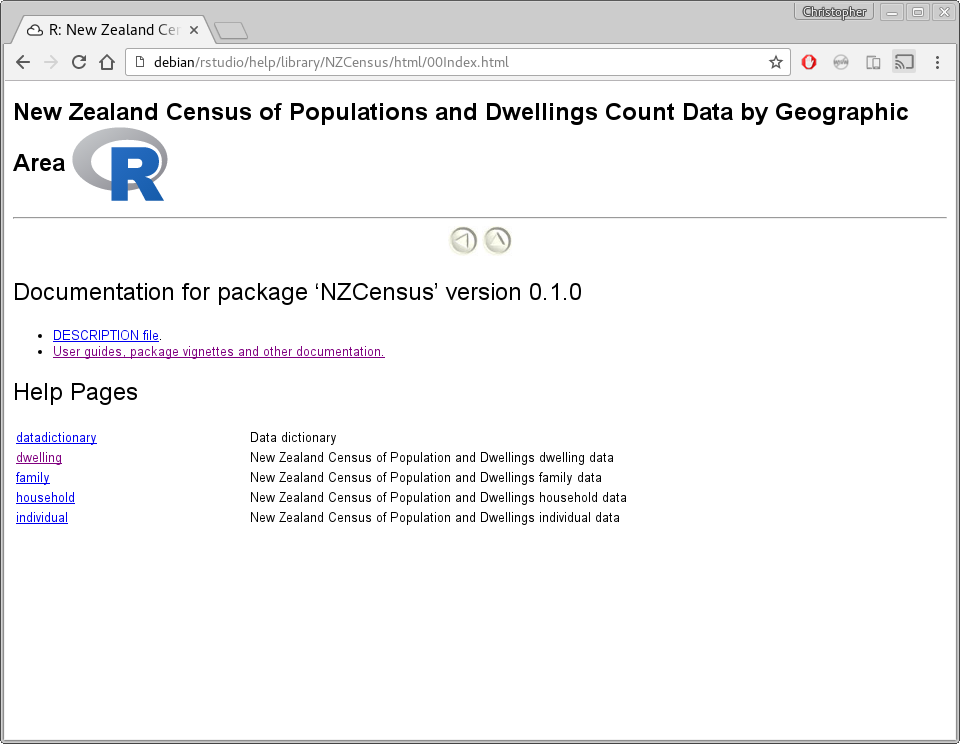 Christopher
R: New Zealand Cen
debian/rstudio/help/library/NZCensus/html/00Index.html
New Zealand Census of Populations and Dwellings Count Data by Geographic
Area R
Documentation for package ‘NZCensus’ version 0.1.0
DESCRIPTION file.
User guides, package vignettes and other documentation.
Help Pages
datadictionary Data dictionary
dwelling New Zealand Census of Population and Dwellings dwelling data
family New Zealand Census of Population and Dwellings family data
household New Zealand Census of Population and Dwellings household data
individual New Zealand Census of Population and Dwellings individual data